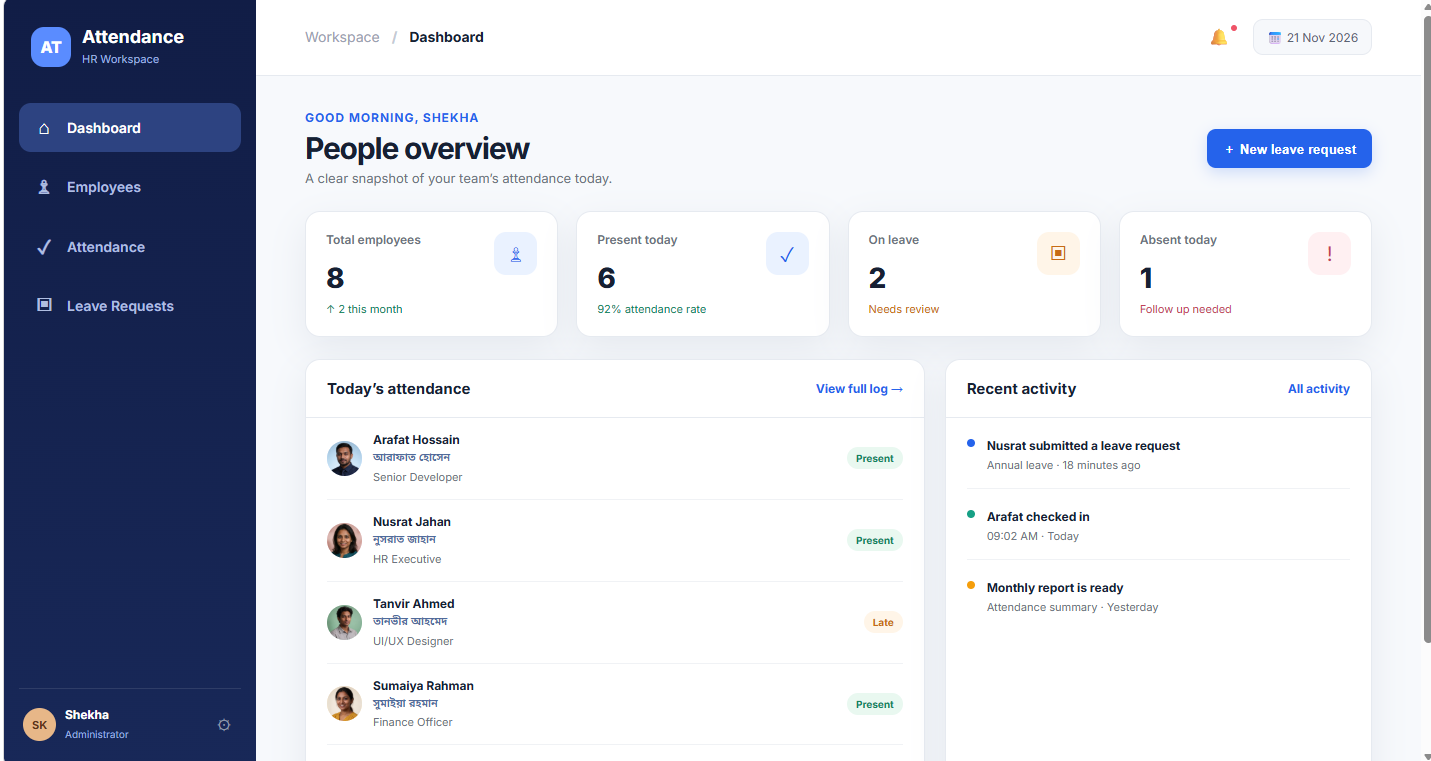 AT
Attendance
HR Workspace
Dashboard
Employees
Attendance
Leave Requests
SK
Shekha
Administrator
Workspace / Dashboard
21 Nov 2026
GOOD MORNING, SHEKHA
People overview
A clear snapshot of your team’s attendance today.
+ New leave request
Total employees
8
↑ 2 this month
Present today
6
92% attendance rate
On leave
2
Needs review
Absent today
1
Follow up needed
Today’s attendance
View full log →
Arafat Hossain
আরাফাত হোসেন
Senior Developer
Present
Nusrat Jahan
নুসরাত জাহান
HR Executive
Present
Tanvir Ahmed
তানভীর আহমেদ
UI/UX Designer
Late
Sumaiya Rahman
সুমাইয়া রহমান
Finance Officer
Present
Recent activity
All activity
Nusrat submitted a leave request
Annual leave · 18 minutes ago
Arafat checked in
09:02 AM · Today
Monthly report is ready
Attendance summary · Yesterday